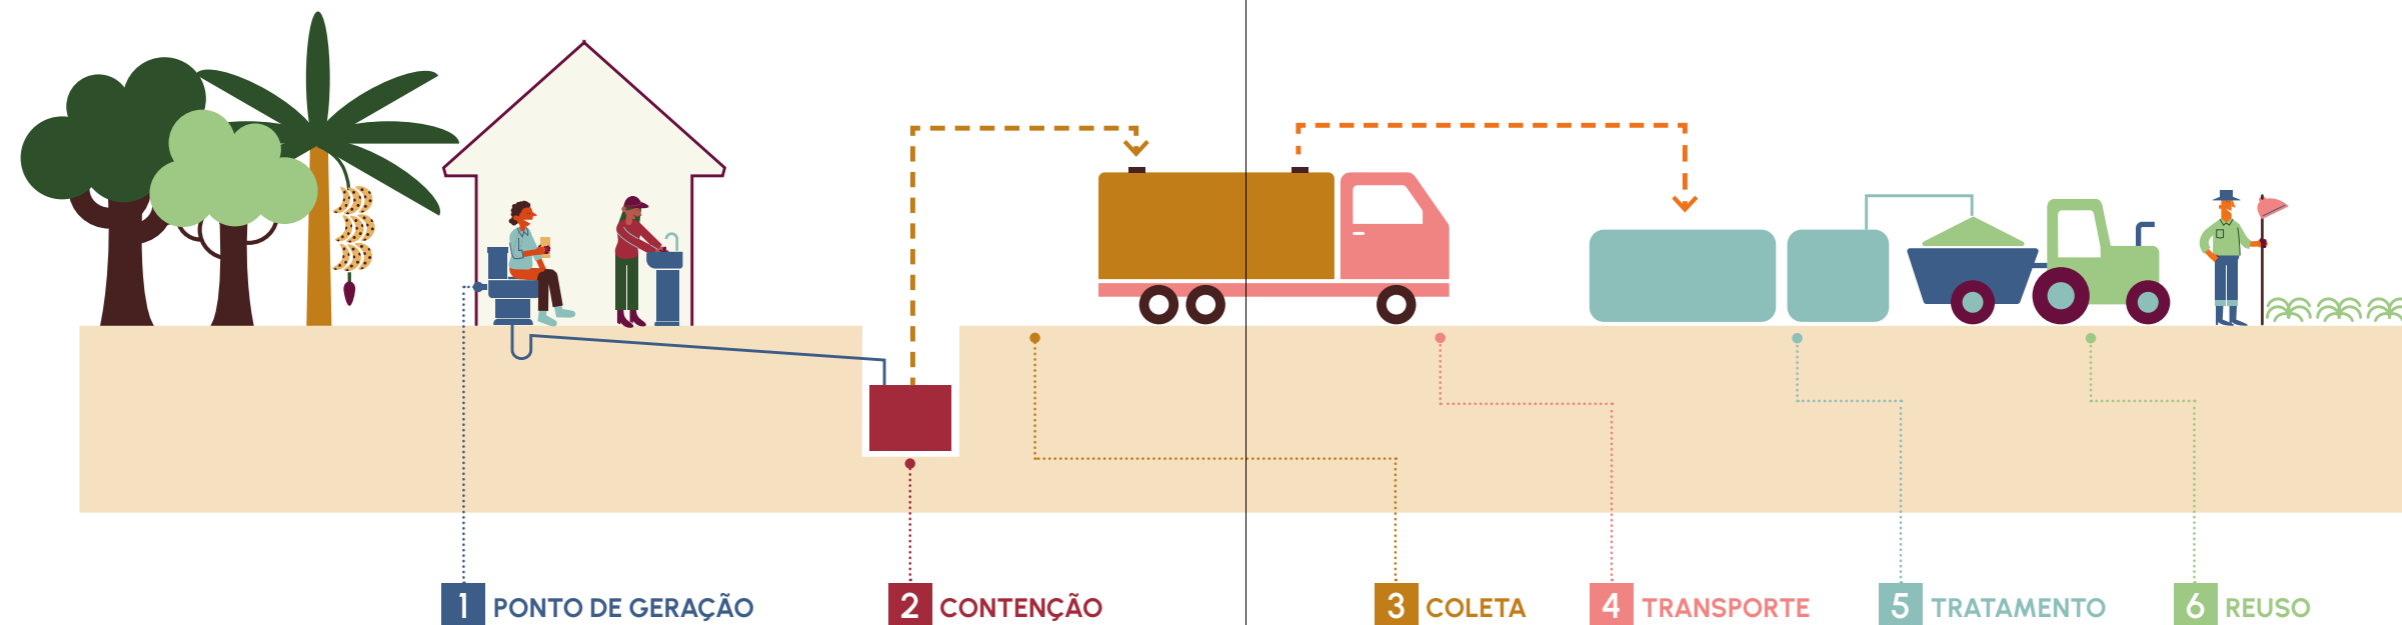 1 PONTO DE GERAÇÃO
2 CONTENÇÃO
3 COLETA
4 TRANSPORTE
5 TRATAMENTO
6 REUSO